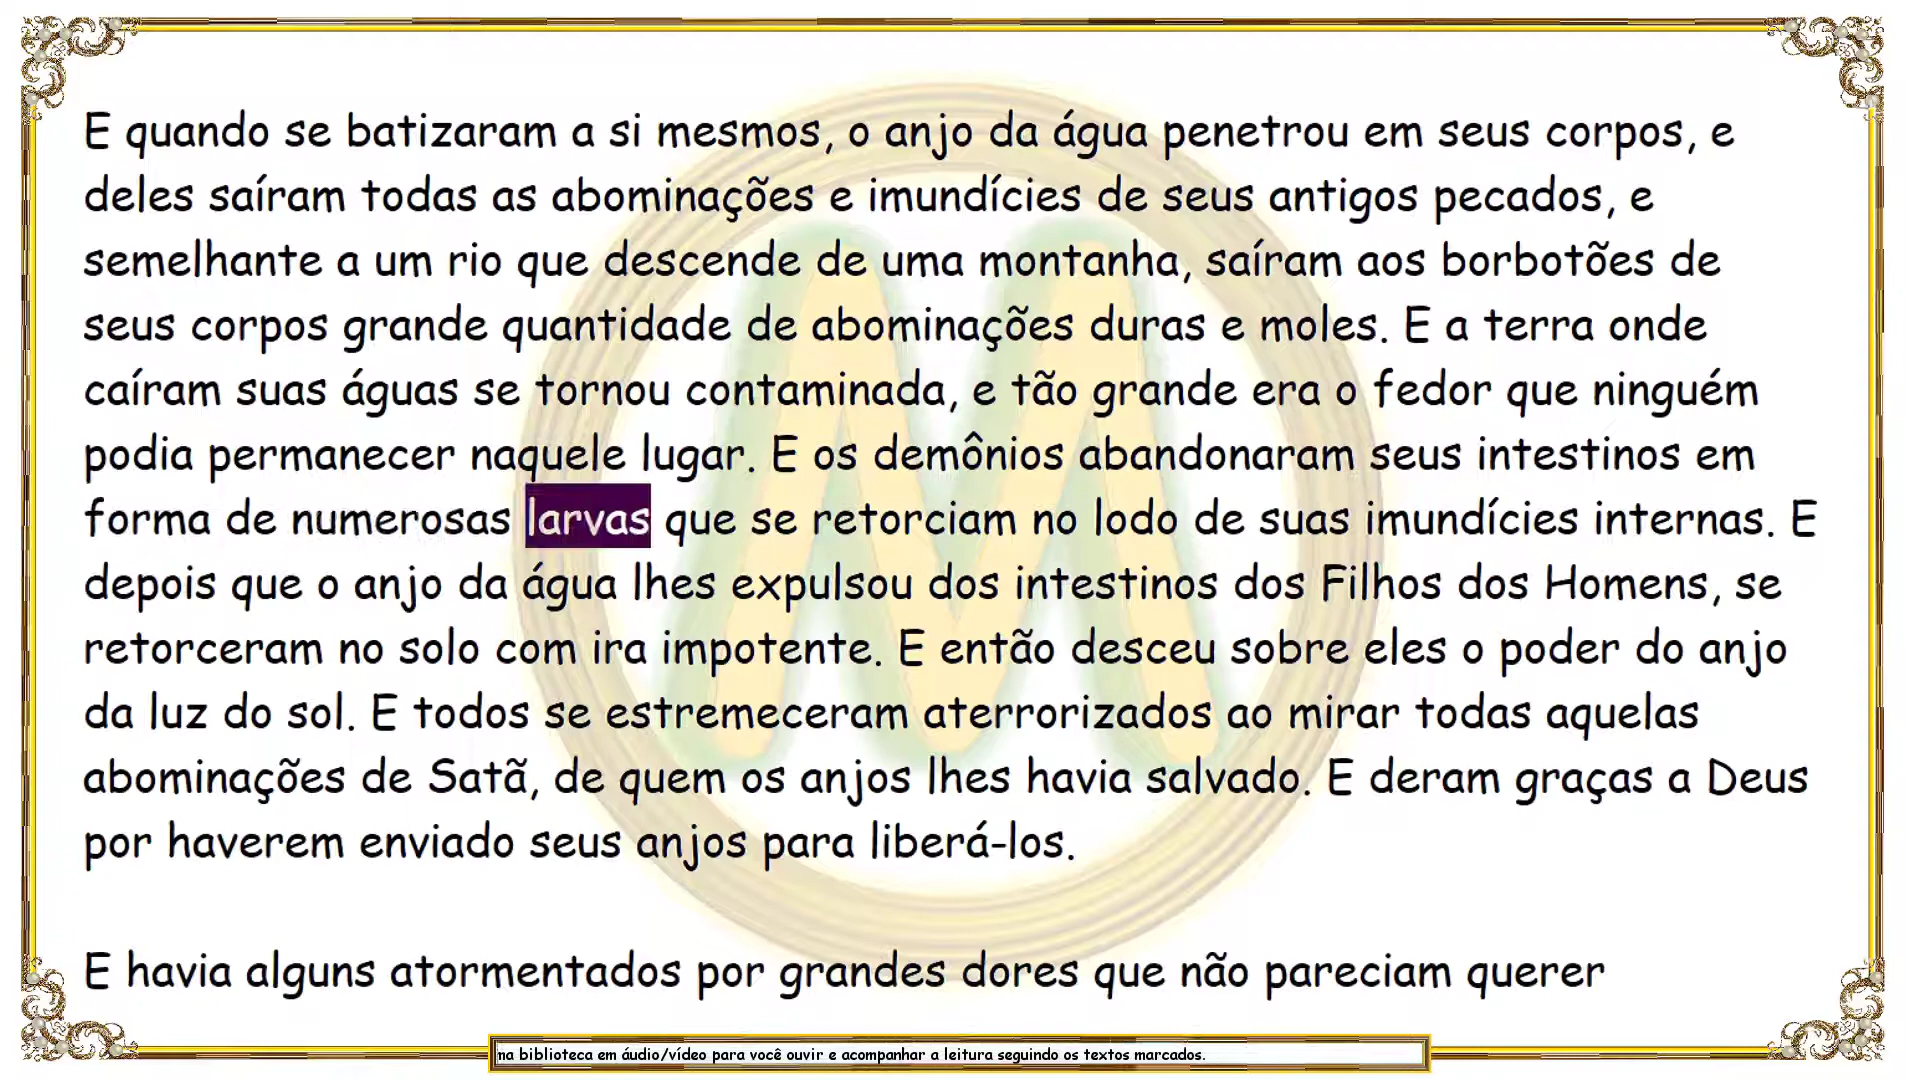 E quando se batizaram a si mesmos, o anjo da água penetrou em seus corpos, e
deles saíram todas as abominações e imundícies de seus antigos pecados, e
semelhante a um rio que descende de uma montanha, saíram aos borbotões de
seus corpos grande quantidade de abominações duras e moles. E a terra onde
caíram suas águas se tornou contaminada, e tão grande era o fedor que ninguém
podia permanecer naquele lugar. E os demônios abandonaram seus intestinos em
forma de numerosas larvas que se retorciam no lodo de suas imundícies internas. E
depois que o anjo da água lhes expulsou dos intestinos dos Filhos dos Homens, se
retorceram no solo com ira impotente. E então desceu sobre eles o poder do anjo
da luz do sol. E todos se estremeceram aterrorizados ao mirar todas aquelas
abominações de Satã, de quem os anjos lhes havia salvado. E deram graças a Deus
por haverem enviado seus anjos para liberá-los.
E havia alguns atormentados por grandes dores que não pareciam querer
na biblioteca em áudio/vídeo para você ouvir e acompanhar a leitura seguindo os textos marcados.